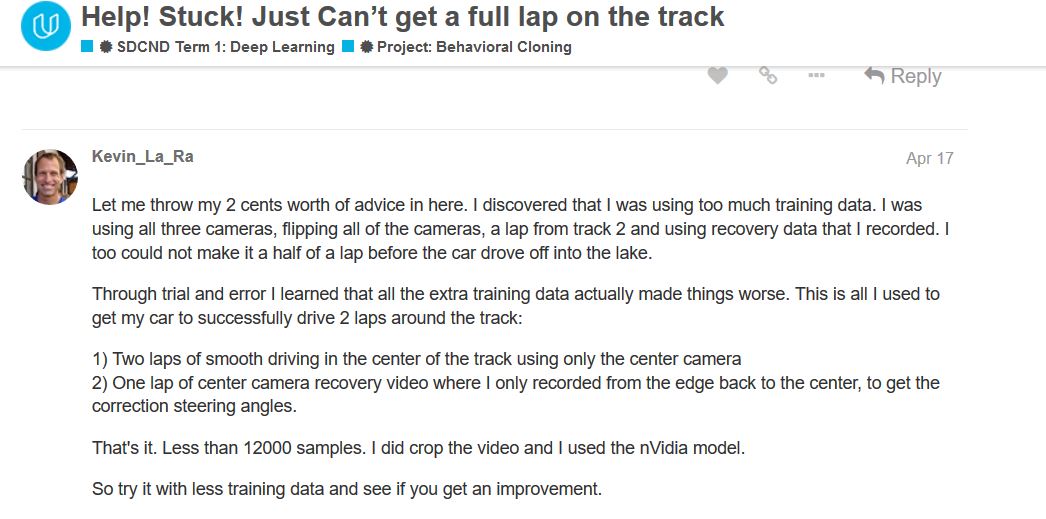 Help! Stuck! Just Can’t get a full lap on the track
SDCND Term 1: Deep Learning Project: Behavioral Cloning
Reply
Kevin_La_Ra
Apr 17
Let me throw my 2 cents worth of advice in here. I discovered that I was using too much training data. I was
using all three cameras, flipping all of the cameras, a lap from track 2 and using recovery data that I recorded. I
too could not make it a half of a lap before the car drove off into the lake.
Through trial and error I learned that all the extra training data actually made things worse. This is all I used to
get my car to successfully drive 2 laps around the track:
1) Two laps of smooth driving in the center of the track using only the center camera
2) One lap of center camera recovery video where I only recorded from the edge back to the center, to get the
correction steering angles.
That's it. Less than 12000 samples. I did crop the video and I used the nVidia model.
So try it with less training data and see if you get an improvement.